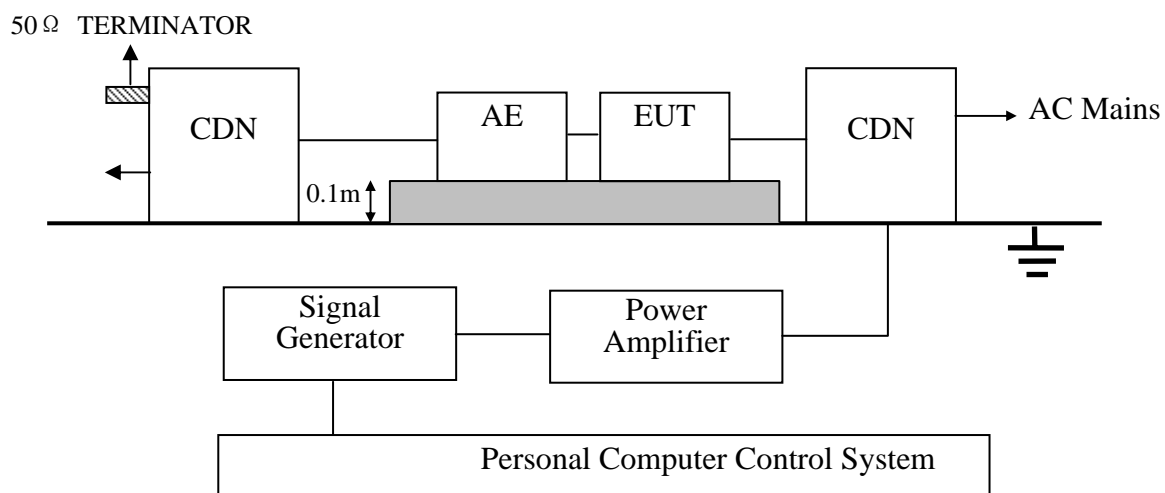 50Ω TERMINATOR
CDN
AE
EUT
CDN
AC Mains
0.1m
Signal
Generator
Power
Amplifier
Personal Computer Control System